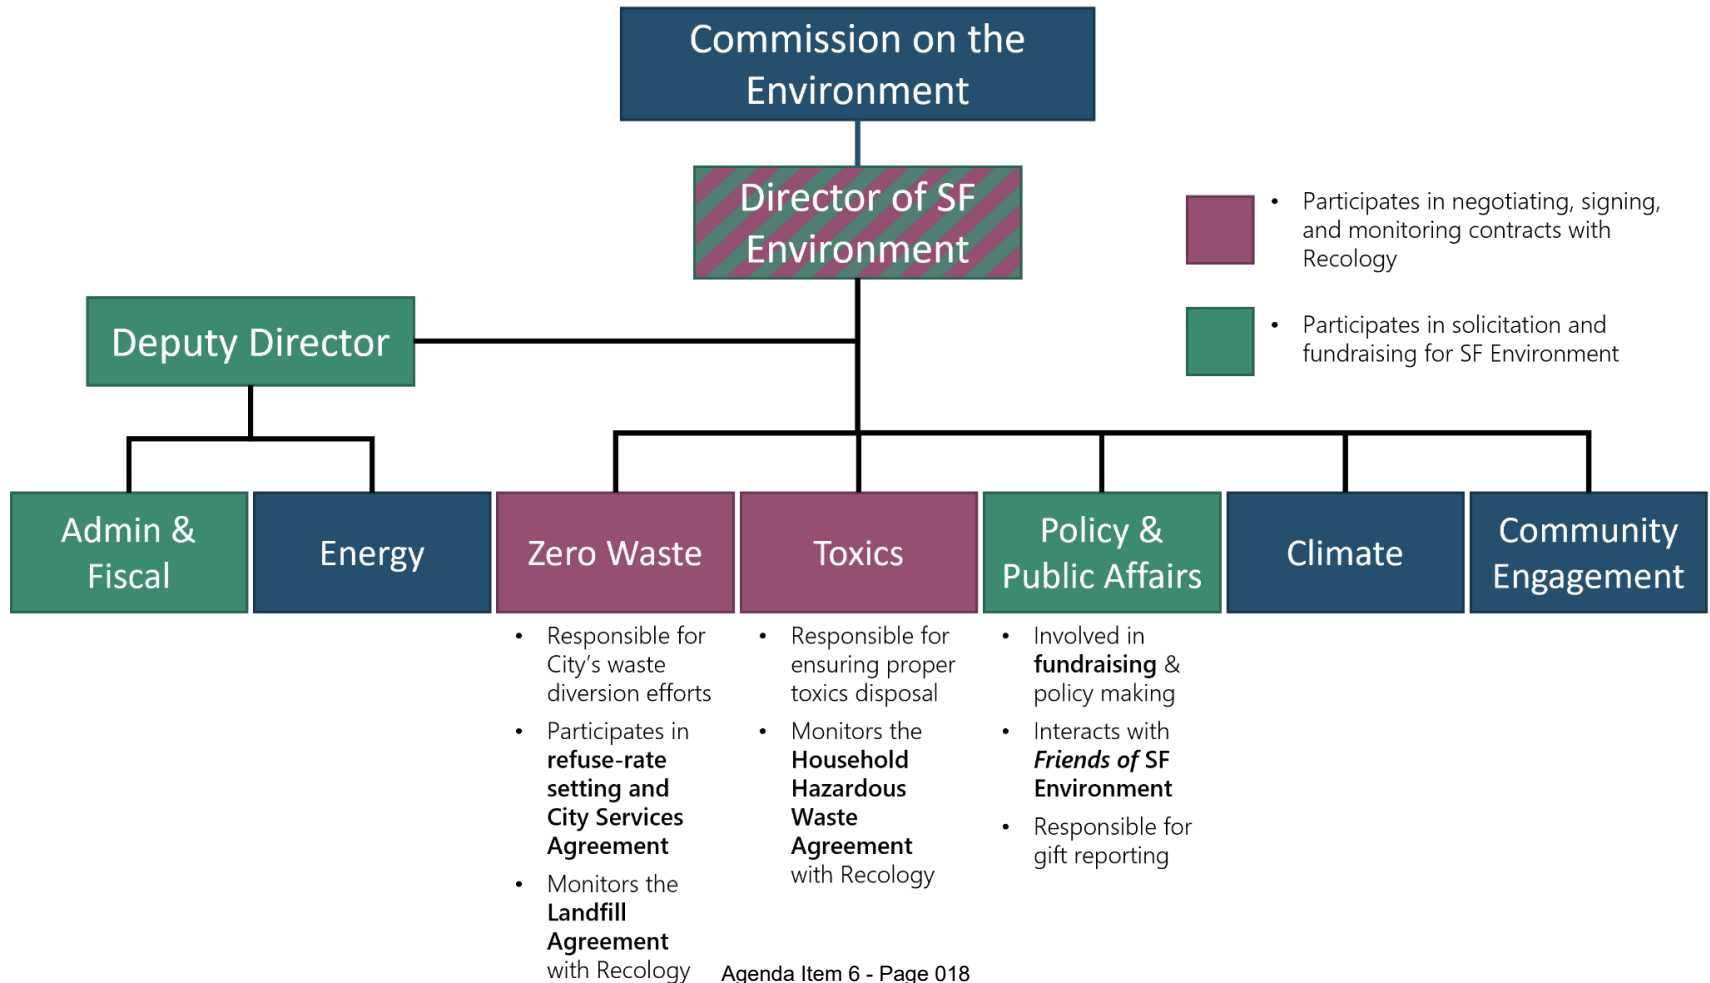 Commission on the
Environment
Director of SF
Environment
• Participates in negotiating, signing,
and monitoring contracts with
Recology
• Participates in solicitation and
fundraising for SF Environment
Deputy Director
Admin &
Fiscal
Energy
Zero Waste
Toxics
Policy &
Public Affairs
Climate
Community
Engagement
• Responsible for
City’s waste
diversion efforts
• Participates in
refuse-rate
setting and
City Services
Agreement
• Monitors the
Landfill
Agreement
with Recology
• Responsible for
ensuring proper
toxics disposal
• Monitors the
Household
Hazardous
Waste
Agreement
with Recology
• Involved in
fundraising &
policy making
• Interacts with
Friends of SF
Environment
• Responsible for
gift reporting
Agenda Item 6 - Page 018